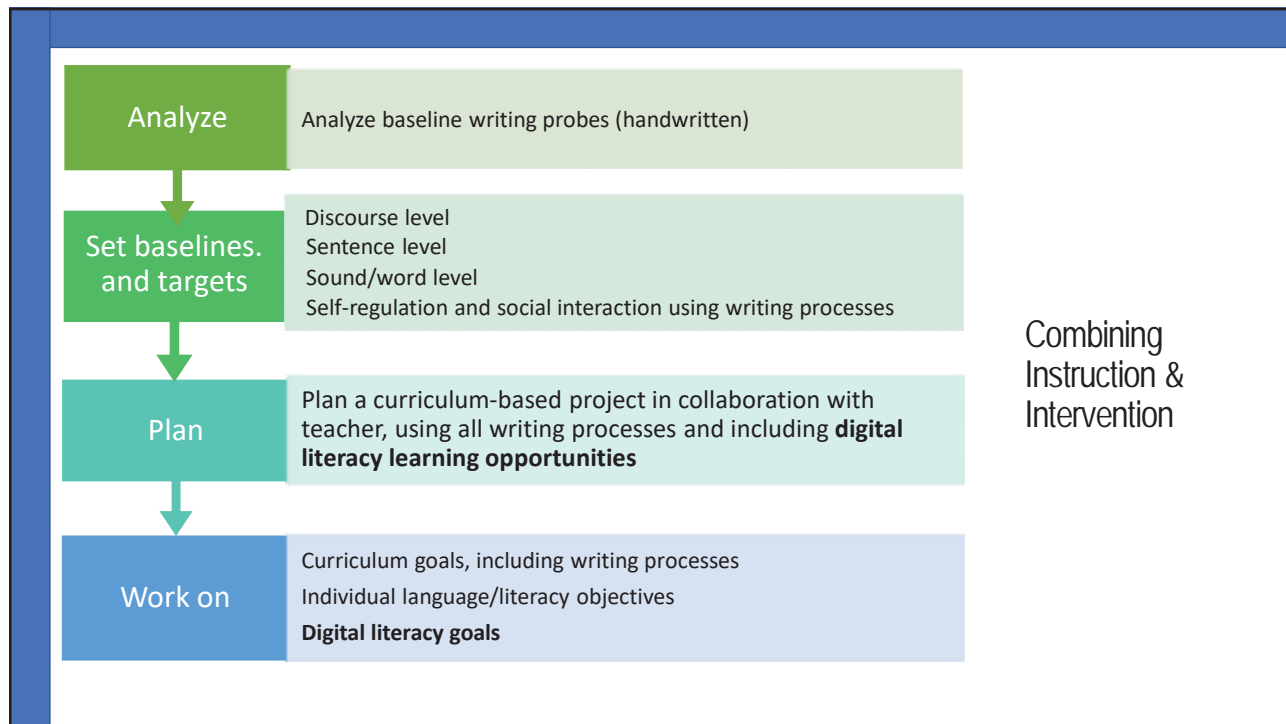 Analyze
Analyze baseline writing probes (handwritten)
Set baselines.
and targets
Discourse level
Sentence level
Sound/word level
Self-regulation and social interaction using writing processes
Plan
Plan a curriculum-based project in collaboration with
teacher, using all writing processes and including digital
literacy learning opportunities
Work on
Curriculum goals, including writing processes
Individual language/literacy objectives
Digital literacy goals
Combining
Instruction &
Intervention